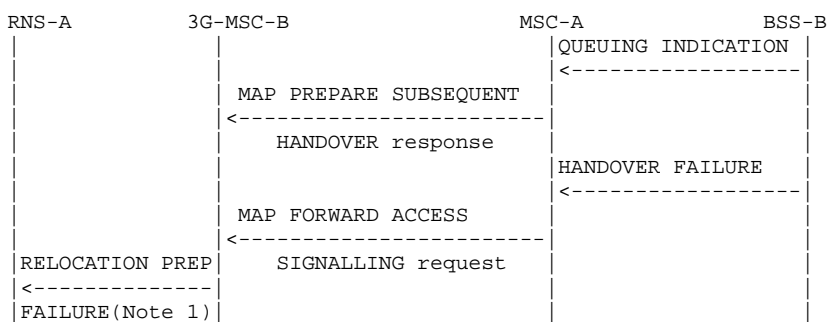 RNS-A 3G-MSC-B MSC-A BSS-B
QUEUING INDICATION
MAP PREPARE SUBSEQUENT
HANDOVER response
HANDOVER FAILURE
MAP FORWARD ACCESS
RELOCATION PREP SIGNALLING request
FAILURE(Note 1)